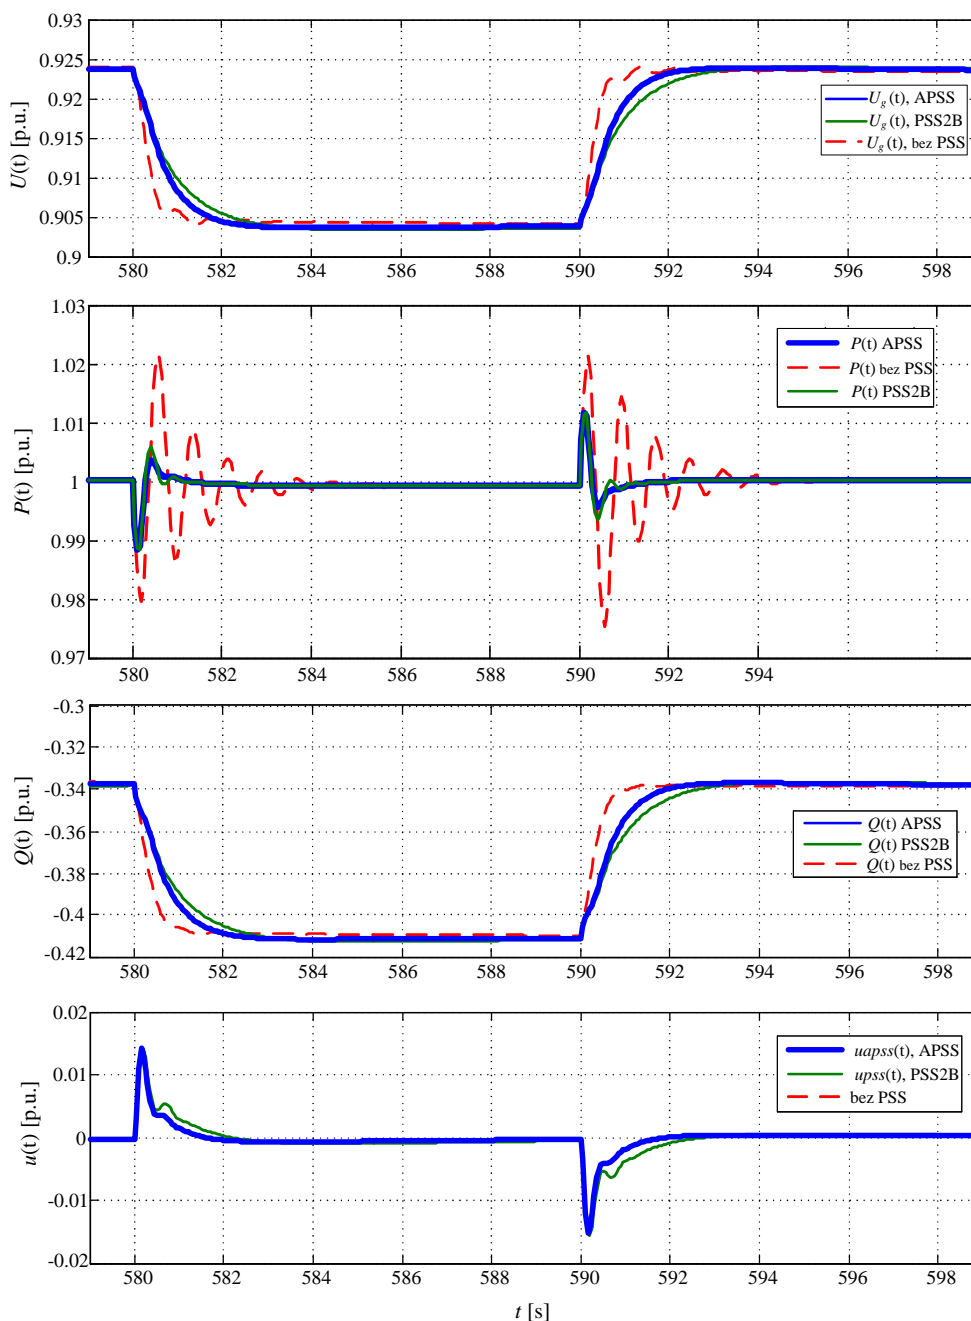 0.93
0.925
0.92
0.915
0.91
0.905
0.9
U(t) [p.u.]
U_g (t), APSS
U_g (t), PSS2B
U_g (t), bez PSS
580 582 584 586 588 590 592 594 596 598
1.03
1.02
1.01
1
0.99
0.98
0.97
P(t) [p.u.]
P(t) APSS
P(t) bez PSS
P(t) PSS2B
580 582 584 586 588 590 592 594
-0.3
-0.32
-0.34
-0.36
-0.38
-0.4
-0.42
Q(t) [p.u.]
Q(t) APSS
Q(t) PSS2B
Q(t) bez PSS
580 582 584 586 588 590 592 594 596 598
0.02
0.01
0
-0.01
-0.02
u(t) [p.u.]
uapss(t), APSS
upss(t), PSS2B
bez PSS
580 582 584 586 588 590 592 594 596 598
t [s]